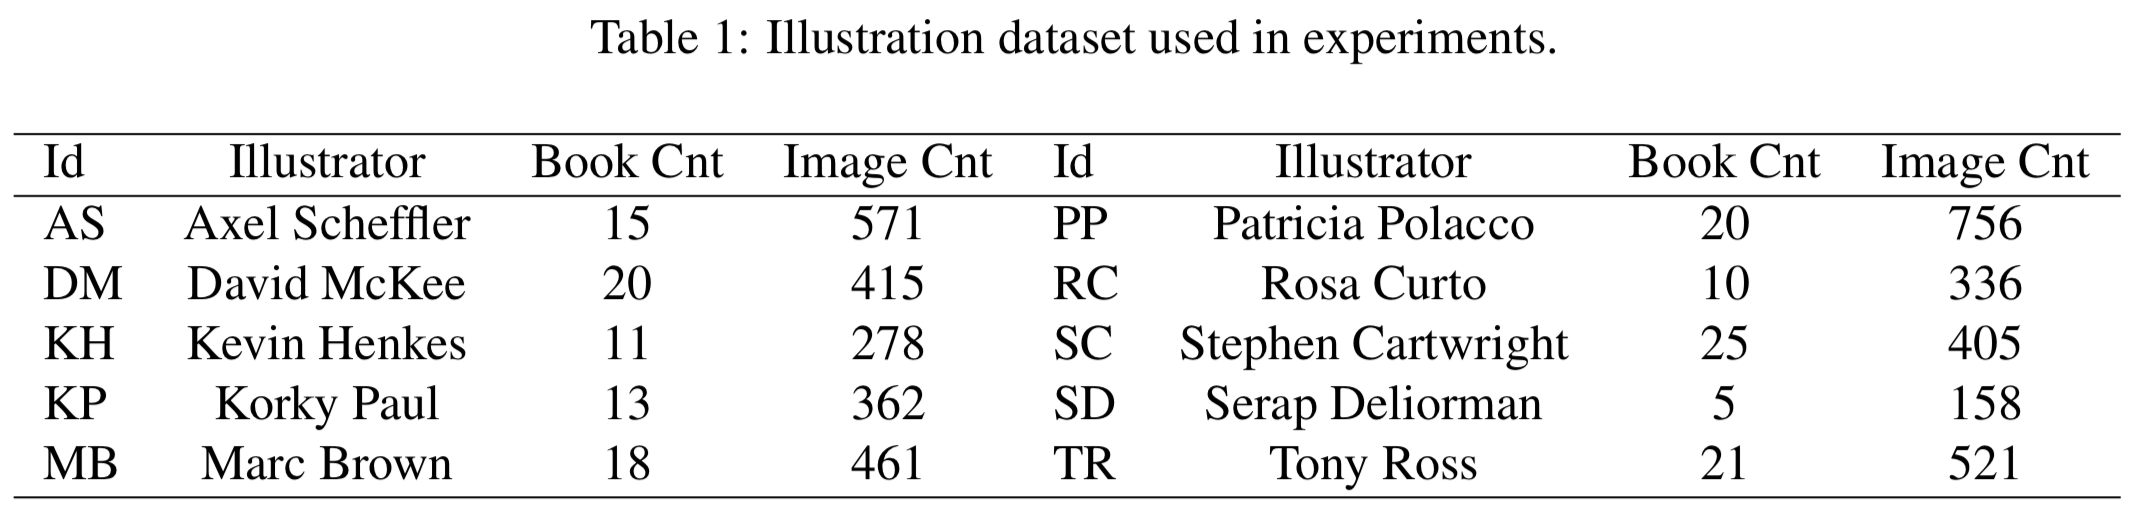 Table 1: Illustration dataset used in experiments.
Id Illustrator Book Cnt Image Cnt Id Illustrator Book Cnt Image Cnt
AS Axel Scheffler 15 571 PP Patricia Polacco 20 756
DM David McKee 20 415 RC Rosa Curto 10 336
KH Kevin Henkes 11 278 SC Stephen Cartwright 25 405
KP Korky Paul 13 362 SD Serap Deliorman 5 158
MB Marc Brown 18 461 TR Tony Ross 21 521